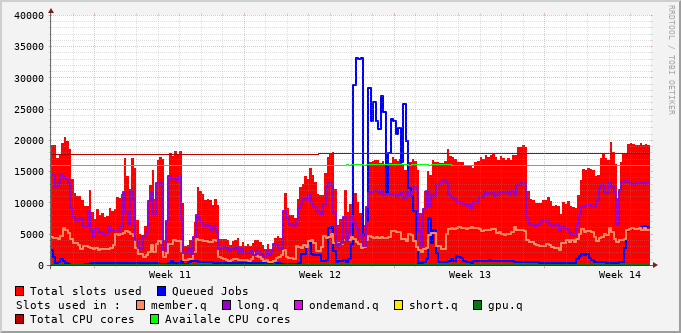 RRDTOOL / TOBI OETIKER
40000
35000
30000
25000
20000
15000
10000
5000
0
Week 11 Week 12 Week 13 Week 14
Total slots used Queued Jobs
Slots used in : member.q long.q ondemand.q short.q gpu.q
Total CPU cores Availale CPU cores